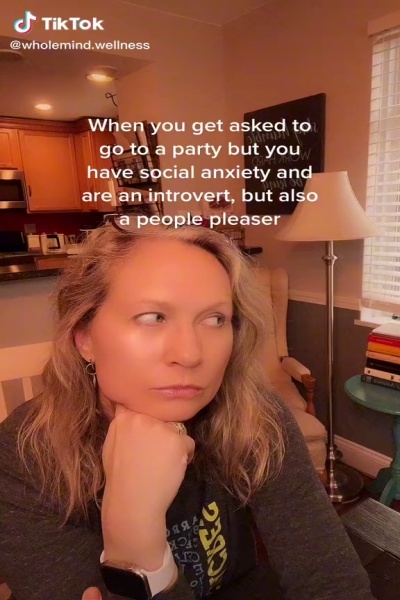 TikTok
@wholemind.wellness
When you get asked to
go to a party but you
have social anxiety and
are an introvert, but also
a people pleaser